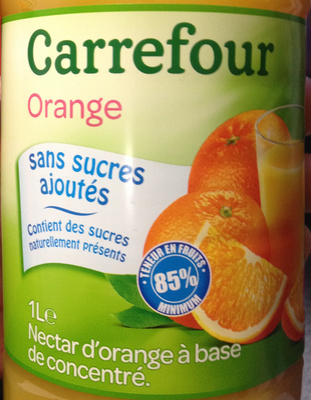 Carrefour
Orange
sans sucres
ajoutés
Contient des sucres
naturellement présents
TENEUR EN FRUITS
85%
MINIMUM
1L℮
Nectar d'orange à base
de concentré.